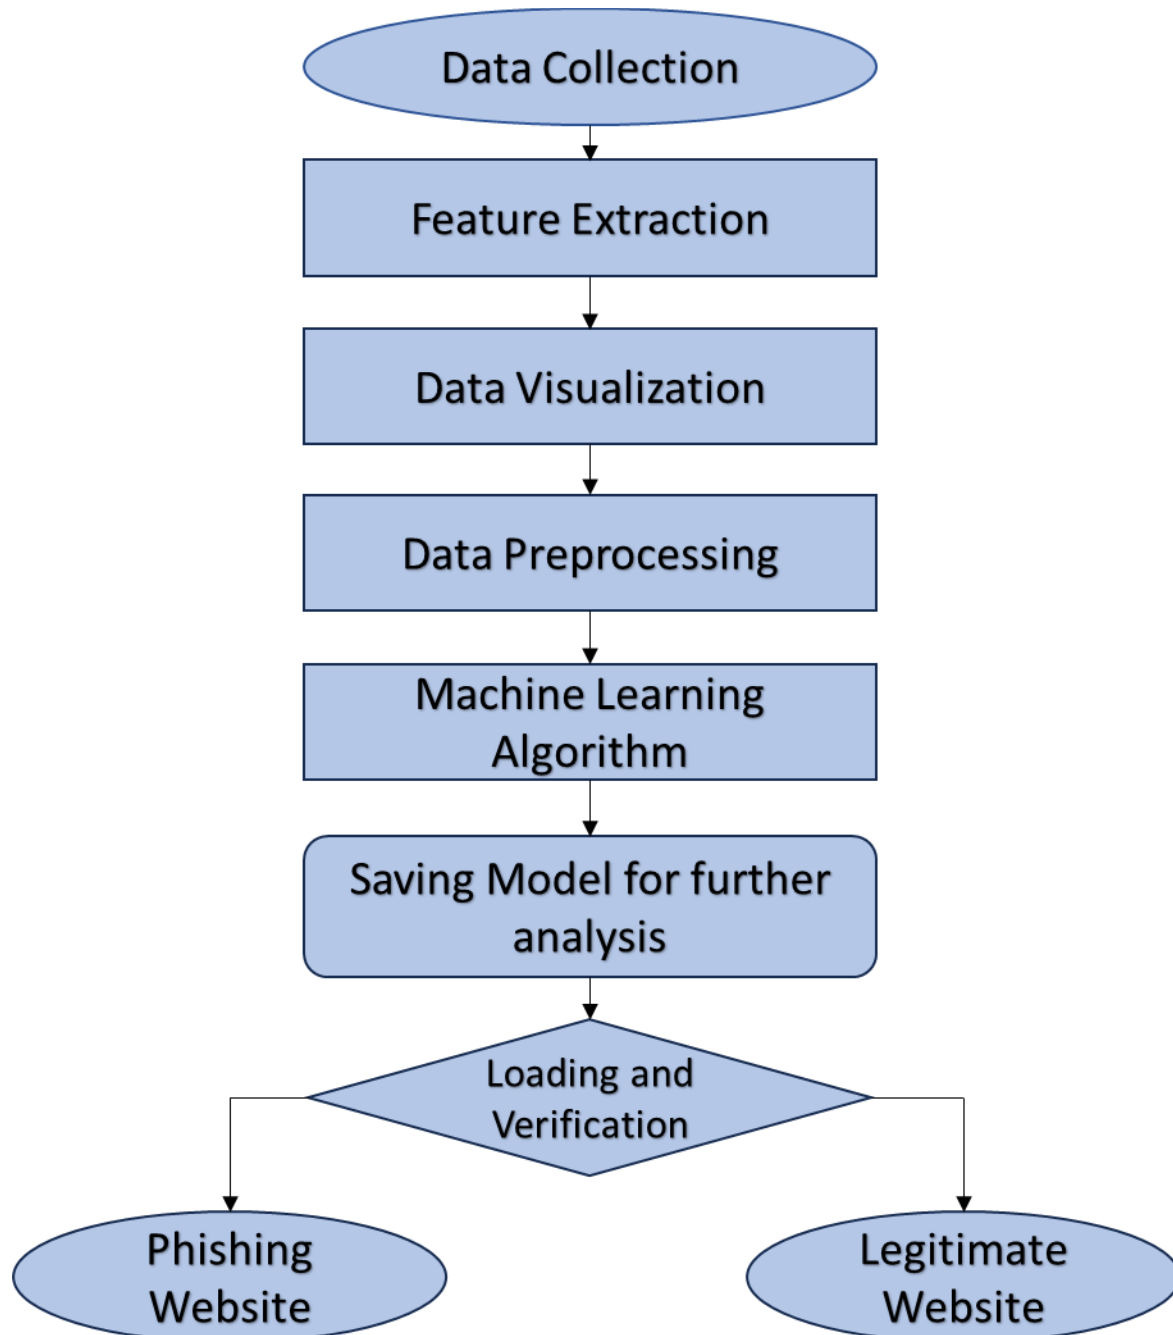 Data Collection
Feature Extraction
Data Visualization
Data Preprocessing
Machine Learning
Algorithm
Saving Model for further
analysis
Loading and
Verification
Phishing
Website
Legitimate
Website